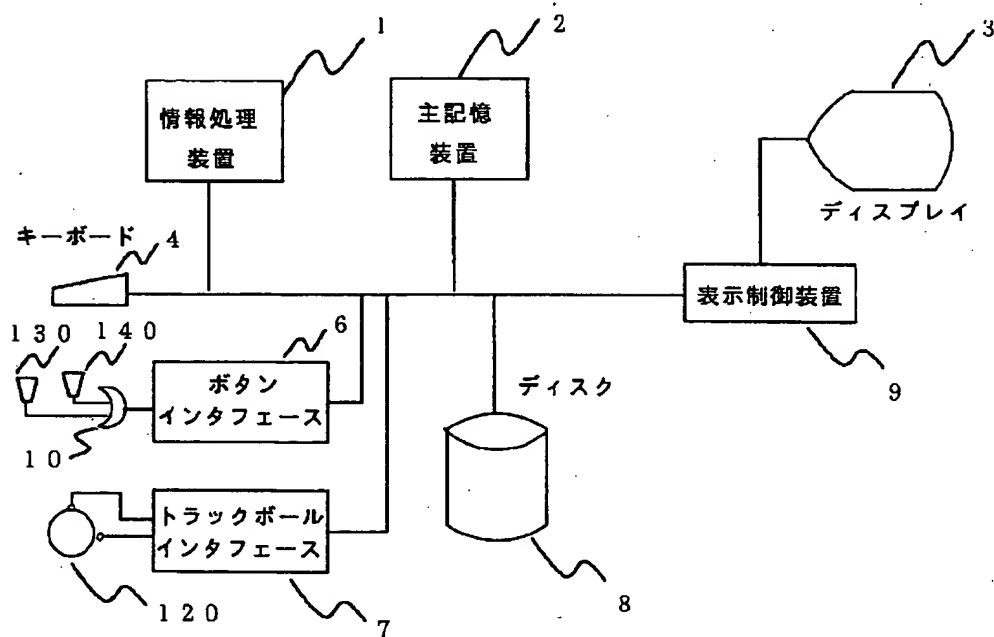 1
2
3
情報処理
装置
主記憶
装置
ディスプレイ
キーボード
4
表示制御装置
130
140
6
ボタン
インタフェース
ディスク
9
10
トラックボール
インタフェース
8
120
7